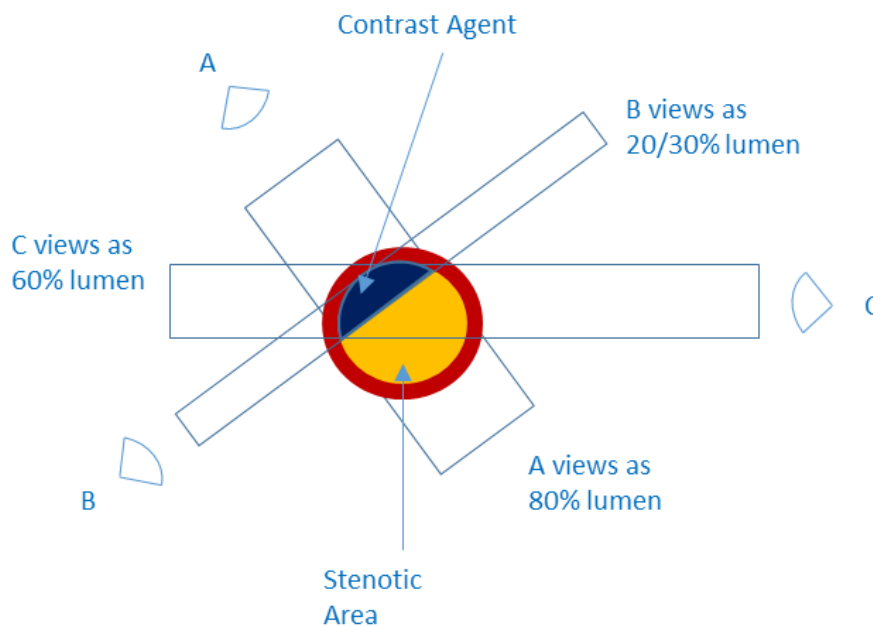 Contrast Agent
A
B views as
20/30% lumen
C views as
60% lumen
C
B
A views as
80% lumen
Stenotic
Area